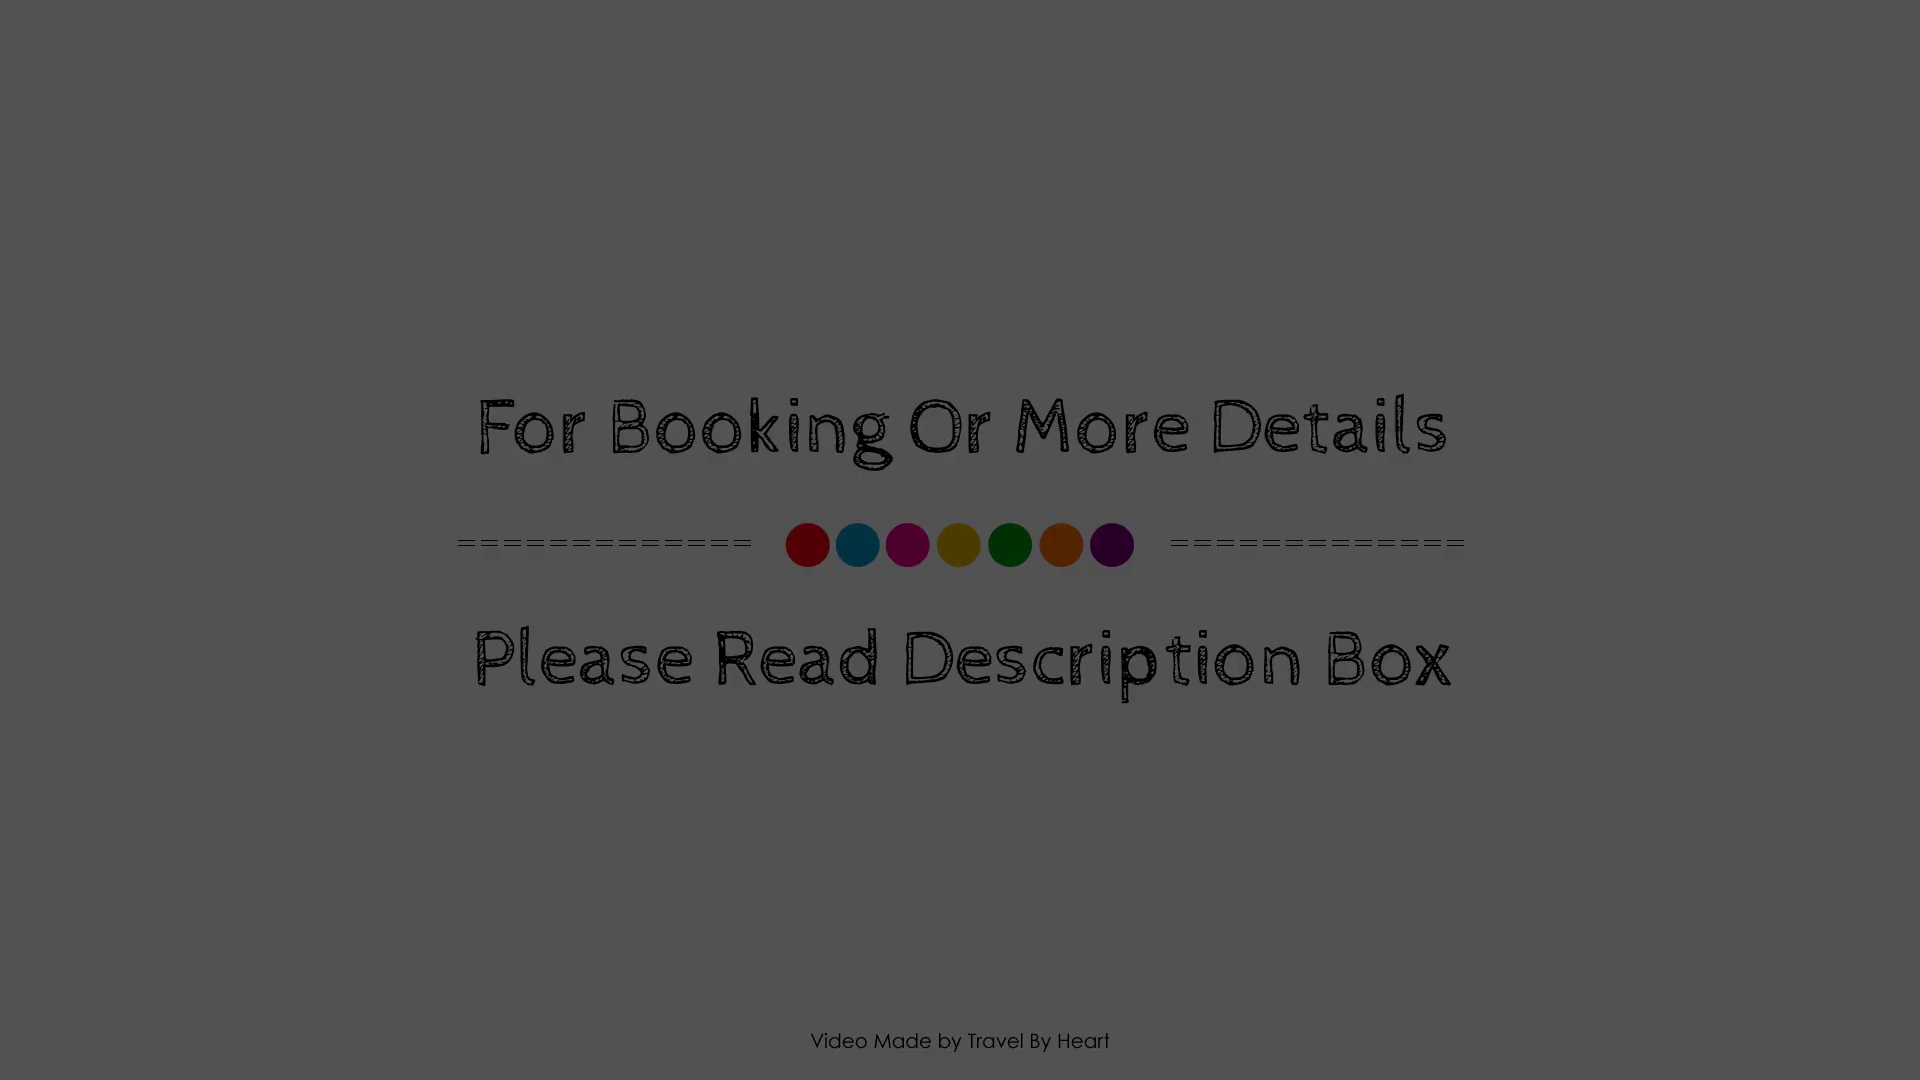 For Booking Or More Details
============= =============
Please Read Description Box
Video Made by Travel By Heart